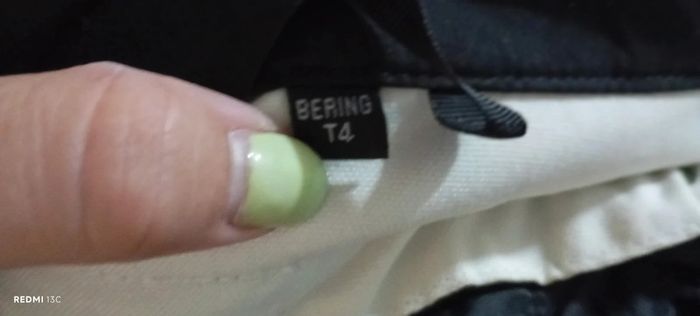 BERING
T4
REDMI 13C